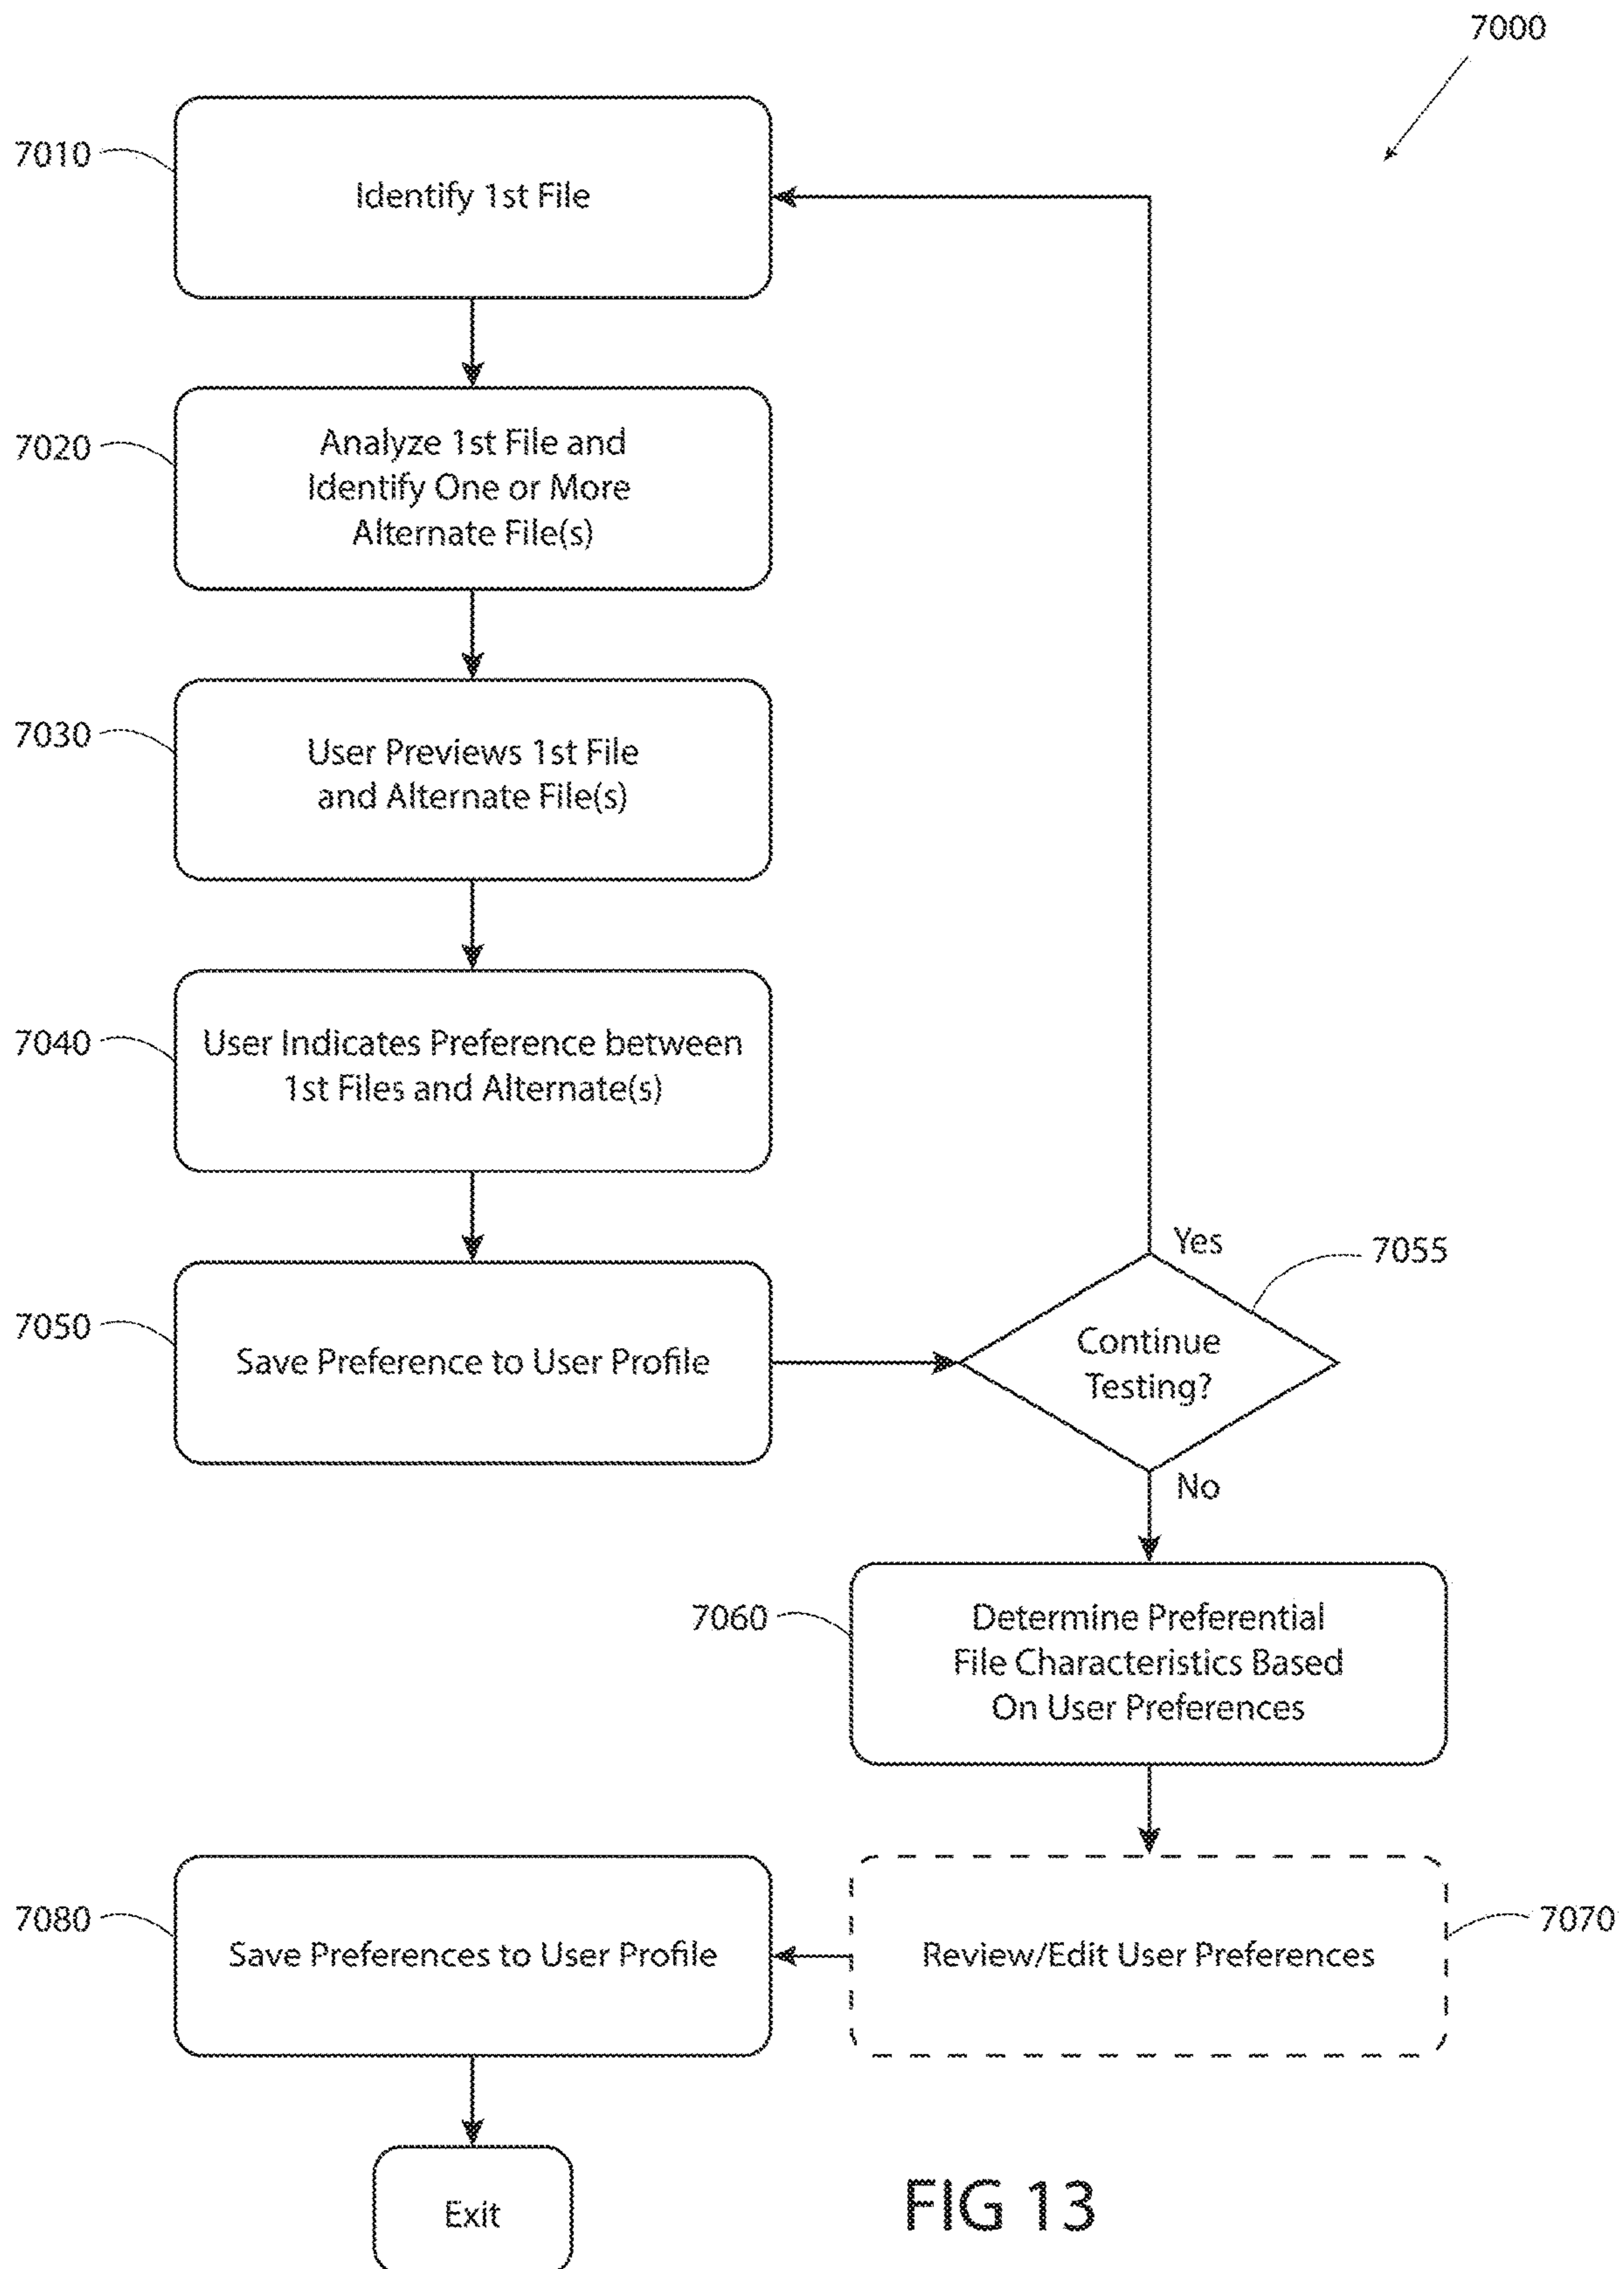 7000
7010
Identify 1st File
7020
Analyze 1st File and
Identify One or More
Alternate File(s)
7030
User Previews 1st File
and Alternate File(s)
7040
User Indicates Preference between
1st Files and Alternate(s)
7050
Save Preference to User Profile
Yes
7055
Continue
Testing?
No
7060
Determine Preferential
File Characteristics Based
On User Preferences
7080
Save Preferences to User Profile
Review/Edit User Preferences
7070
Exit
FIG 13